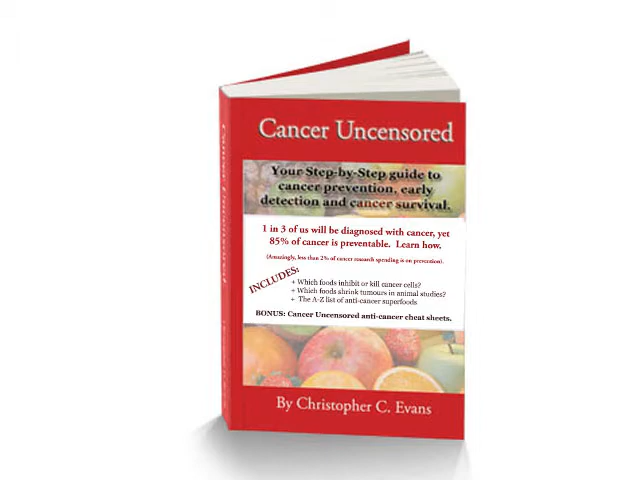 Cancer Uncensored
Your Step-by-Step guide to
cancer prevention, early
detection and cancer survival.
1 in 3 of us will be diagnosed with cancer, yet
85% of cancer is preventable. Learn how.
(Amazingly, less than 2% of cancer research spending is on prevention).
INCLUDES:
+ Which foods inhibit or kill cancer cells?
+ Which foods shrink tumours in animal studies?
+ The A-Z list of anti-cancer superfoods
BONUS: Cancer Uncensored anti-cancer cheat sheets.
By Christopher C. Evans
Cancer Uncensored